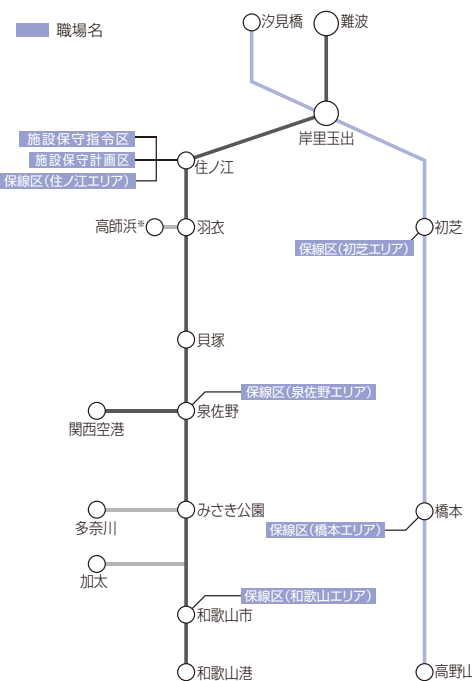 職場名
汐見橋
難波
岸里玉出
施設保守指令区
施設保守計画区
保線区(住ノ江エリア)
住ノ江
高師浜※
羽衣
初芝
保線区(初芝エリア)
貝塚
保線区(泉佐野エリア)
関西空港
泉佐野
多奈川
みさき公園
橋本
保線区(橋本エリア)
加太
保線区(和歌山エリア)
和歌山市
和歌山港
高野山